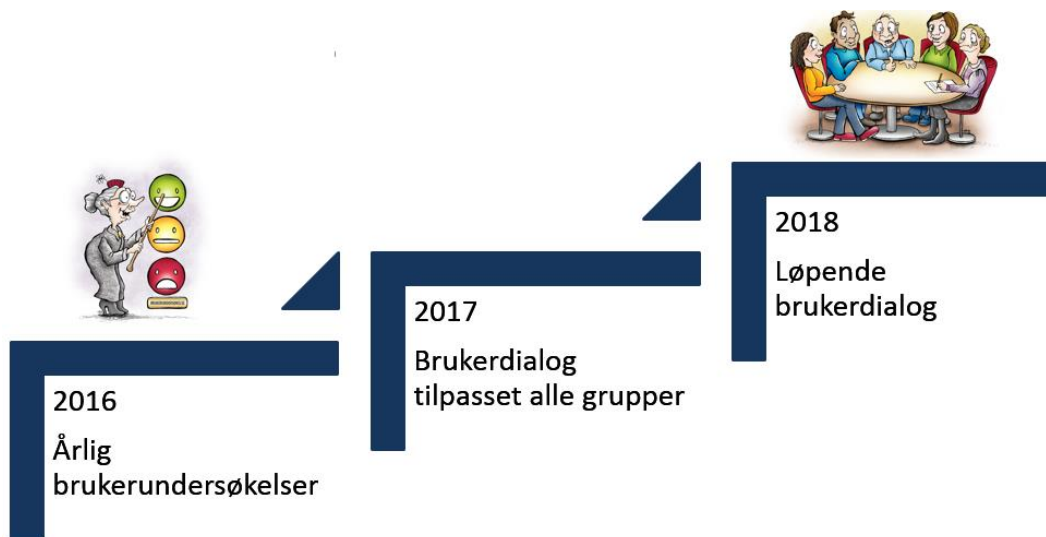 2016
Årlig
brukerundersøkelser
2017
Brukerdialog
tilpasset alle grupper
2018
Løpende
brukerdialog